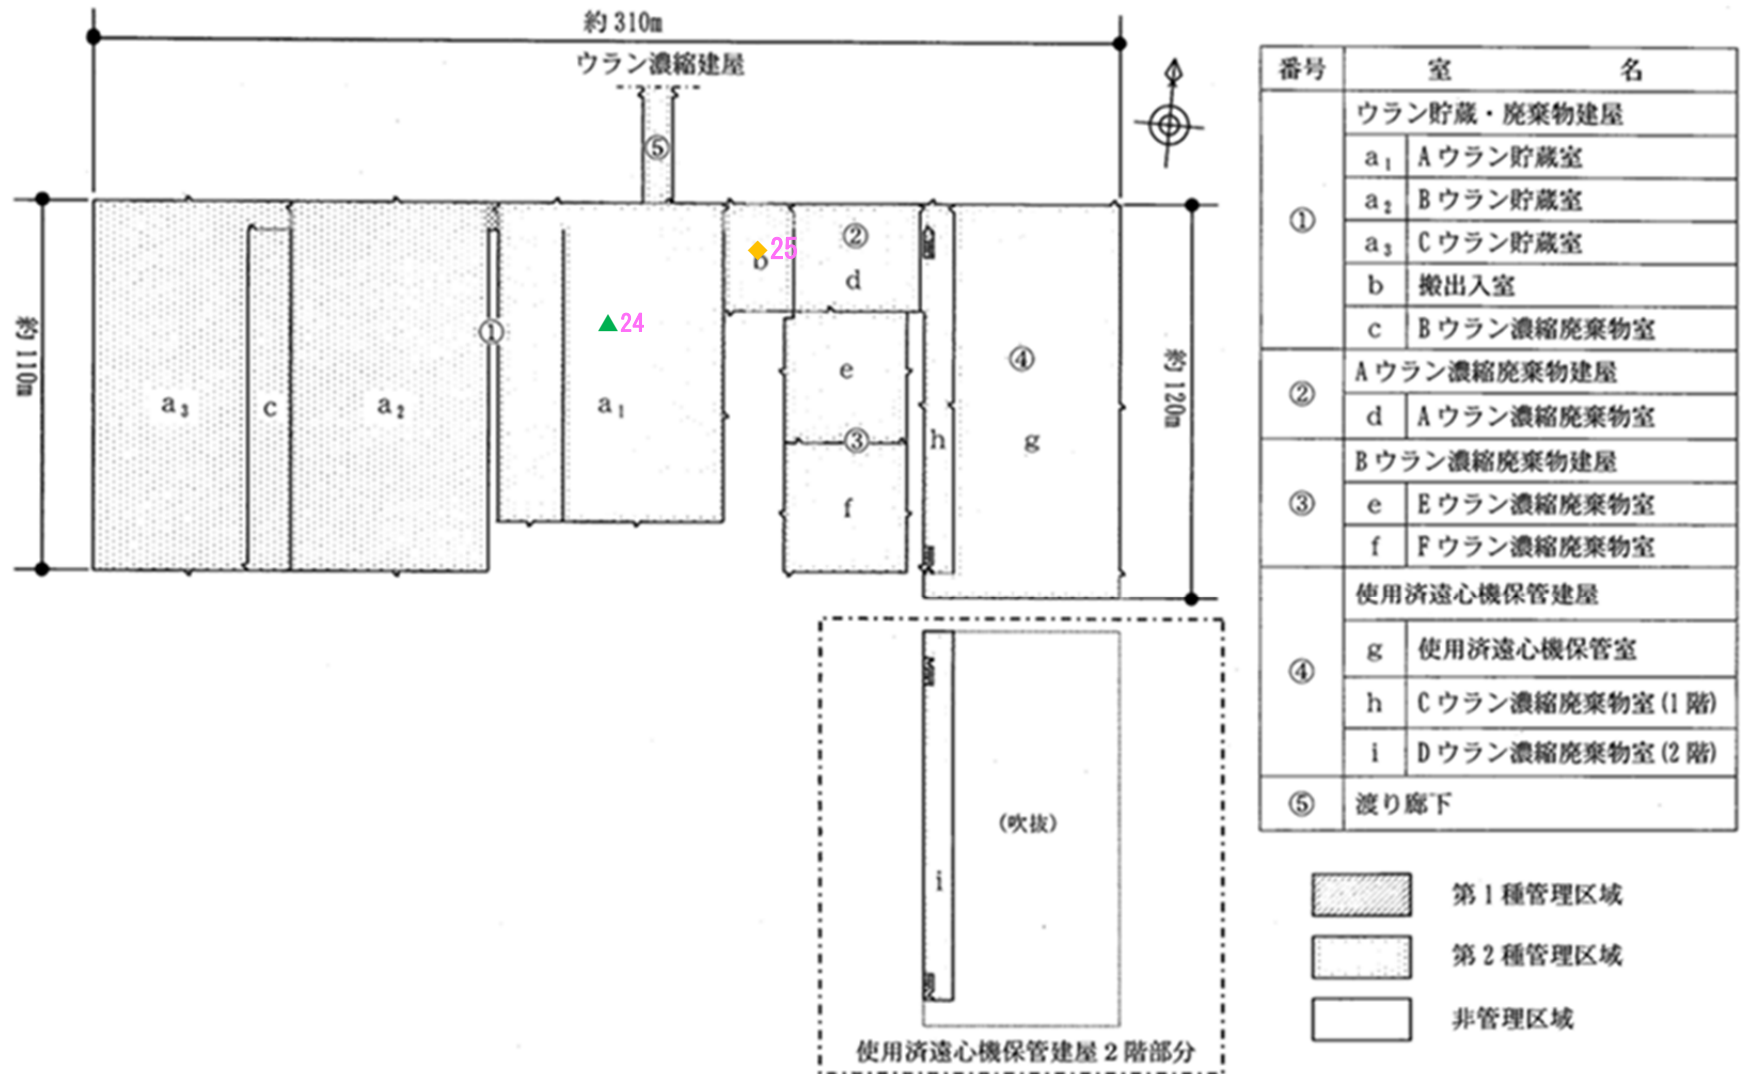 約310m
ウラン濃縮建屋
⑤
約110m
約120m
①
②
③
④
a₃
c
a₂
a₁
24
25
b
d
e
f
h
g
i
(吹抜)
使用済遠心機保管建屋2階部分
番号 室 名
① ウラン貯蔵・廃棄物建屋
a₁ Aウラン貯蔵室
a₂ Bウラン貯蔵室
a₃ Cウラン貯蔵室
b 搬出入室
c Bウラン濃縮廃棄物室
② Aウラン濃縮廃棄物建屋
d Aウラン濃縮廃棄物室
③ Bウラン濃縮廃棄物建屋
e Eウラン濃縮廃棄物室
f Fウラン濃縮廃棄物室
④ 使用済遠心機保管建屋
g 使用済遠心機保管室
h Cウラン濃縮廃棄物室(1階)
i Dウラン濃縮廃棄物室(2階)
⑤ 渡り廊下
第1種管理区域
第2種管理区域
非管理区域